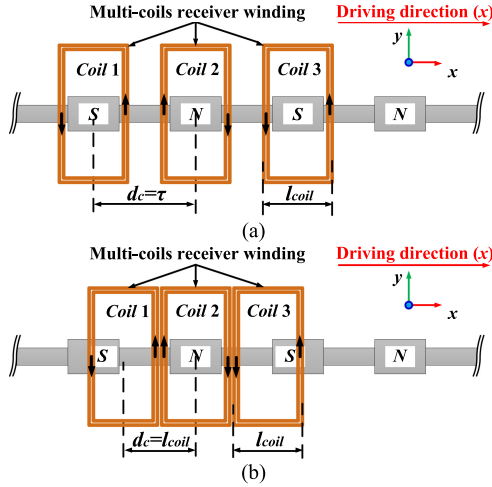 Multi-coils receiver winding
Driving direction (x)
Coil 1
Coil 2
Coil 3
y
x
S
N
S
N
dc=τ
lcoil
(a)
Multi-coils receiver winding
Driving direction (x)
Coil 1
Coil 2
Coil 3
y
x
S
N
S
N
dc=lcoil
lcoil
(b)